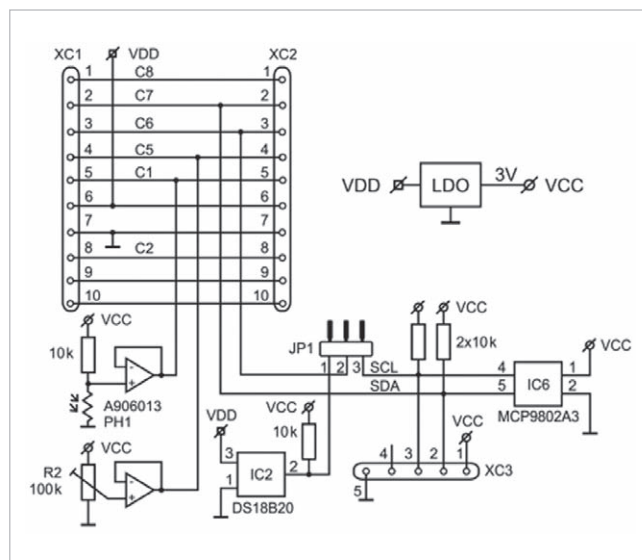 XC1 VDD XC2
1 C8 1
2 C7 2
3 C6 3
4 C5 4
5 C1 5
6 6
7 7
8 C2 8
9 9
10 10
VDD LDO 3V VCC
VCC
10k
- +
A906013
PH1
VCC
R2
100k
- +
JP1
1 2 3
VCC
2x10k
SCL
SDA
4 IC6 1
5 2
VCC
MCP9802A3
VDD
VCC
10k
3 IC2 2
1
DS18B20
VCC
4 3 2 1
XC3
5